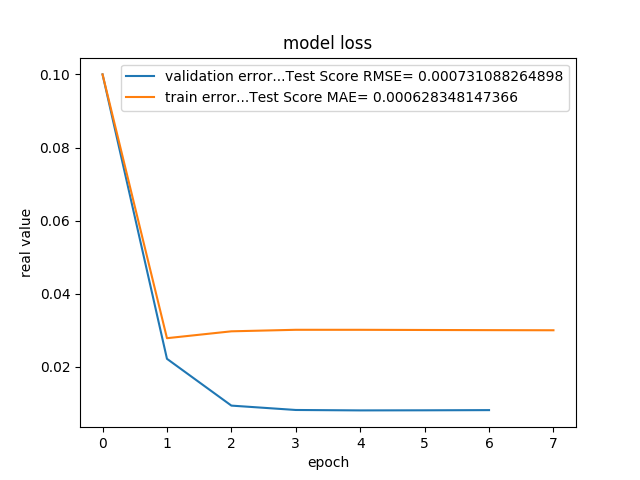 model loss
validation error...Test Score RMSE= 0.000731088264898
train error...Test Score MAE= 0.000628348147366
0.10
0.08
0.06
0.04
0.02
real value
0 1 2 3 4 5 6 7
epoch